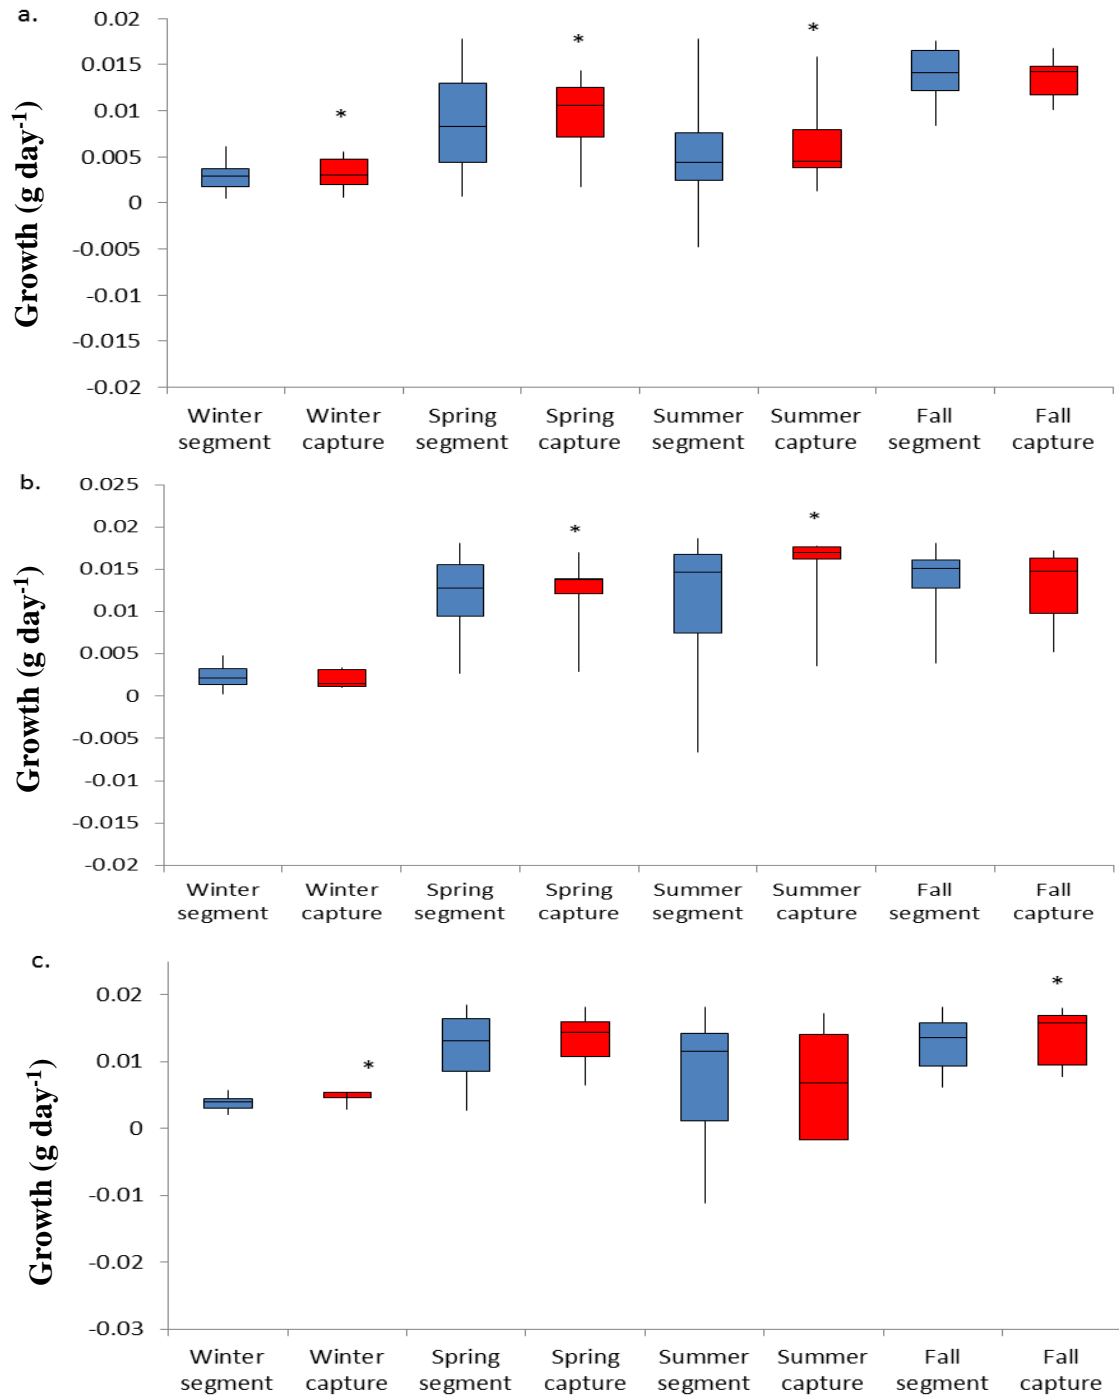 a.
Growth (g day-1)
0.02
0.015
0.01
0.005
0
-0.005
-0.01
-0.015
-0.02
* * *
Winter segment
Winter capture
Spring segment
Spring capture
Summer segment
Summer capture
Fall segment
Fall capture
b.
Growth (g day-1)
0.025
0.02
0.015
0.01
0.005
0
-0.005
-0.01
-0.015
-0.02
* *
Winter segment
Winter capture
Spring segment
Spring capture
Summer segment
Summer capture
Fall segment
Fall capture
c.
Growth (g day-1)
0.02
0.01
0
-0.01
-0.02
-0.03
* *
Winter segment
Winter capture
Spring segment
Spring capture
Summer segment
Summer capture
Fall segment
Fall capture